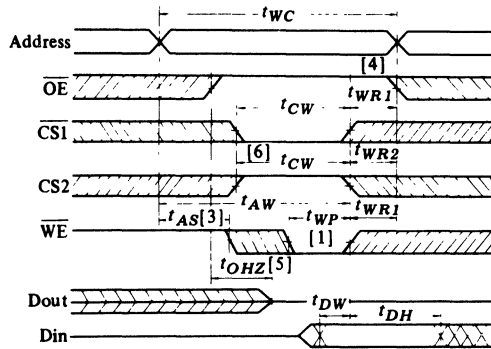 tWC
Address
[4]
OE
tCW
tWR1
CS1
[6]
tCW
tWR2
CS2
tAW
tWR1
tAS[3]
tWP
[1]
WE
tOHZ[5]
Dout
tDW
tDH
Din